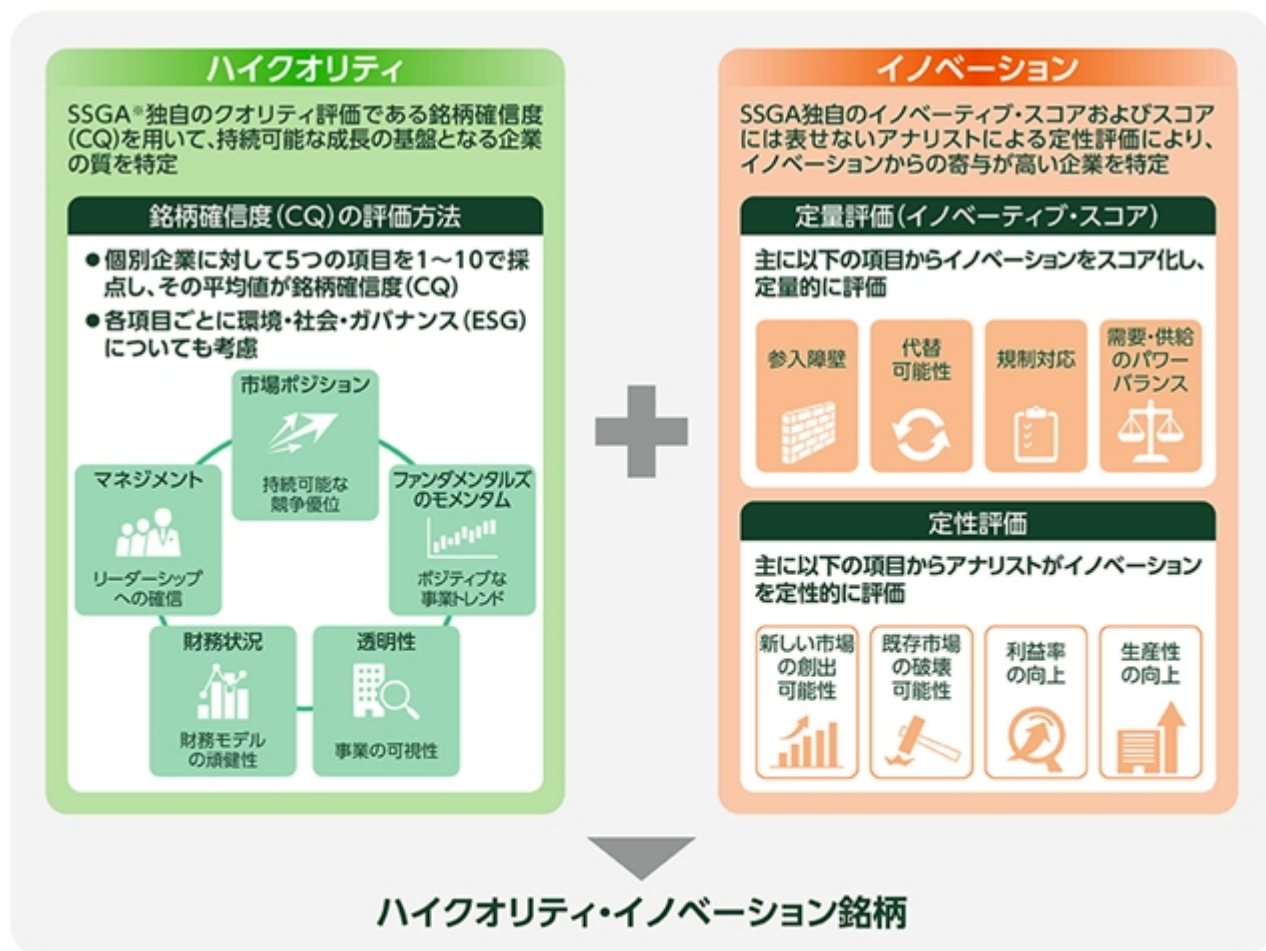 ハイクオリティ
SSGA※独自のクオリティ評価である銘柄確信度
(CQ)を用いて、持続可能な成長の基盤となる企業
の質を特定
銘柄確信度(CQ)の評価方法
●個別企業に対して5つの項目を1～10で採
点し、その平均値が銘柄確信度(CQ)
●各項目ごとに環境・社会・ガバナンス(ESG)
についても考慮
市場ポジション
持続可能な
競争優位
マネジメント
リーダーシップ
への確信
ファンダメンタルズ
のモメンタム
ポジティブな
事業トレンド
財務状況
財務モデル
の頑健性
透明性
事業の可視性
イノベーション
SSGA独自のイノベーティブ・スコアおよびスコア
には表せないアナリストによる定性評価により、
イノベーションからの寄与が高い企業を特定
定量評価(イノベーティブ・スコア)
主に以下の項目からイノベーションをスコア化し、
定量的に評価
参入障壁
代替
可能性
規制対応
需要・供給
のパワー
バランス
定性評価
主に以下の項目からアナリストがイノベーション
を定性的に評価
新しい市場
の創出
可能性
既存市場
の破壊
可能性
利益率
の向上
生産性
の向上
ハイクオリティ・イノベーション銘柄